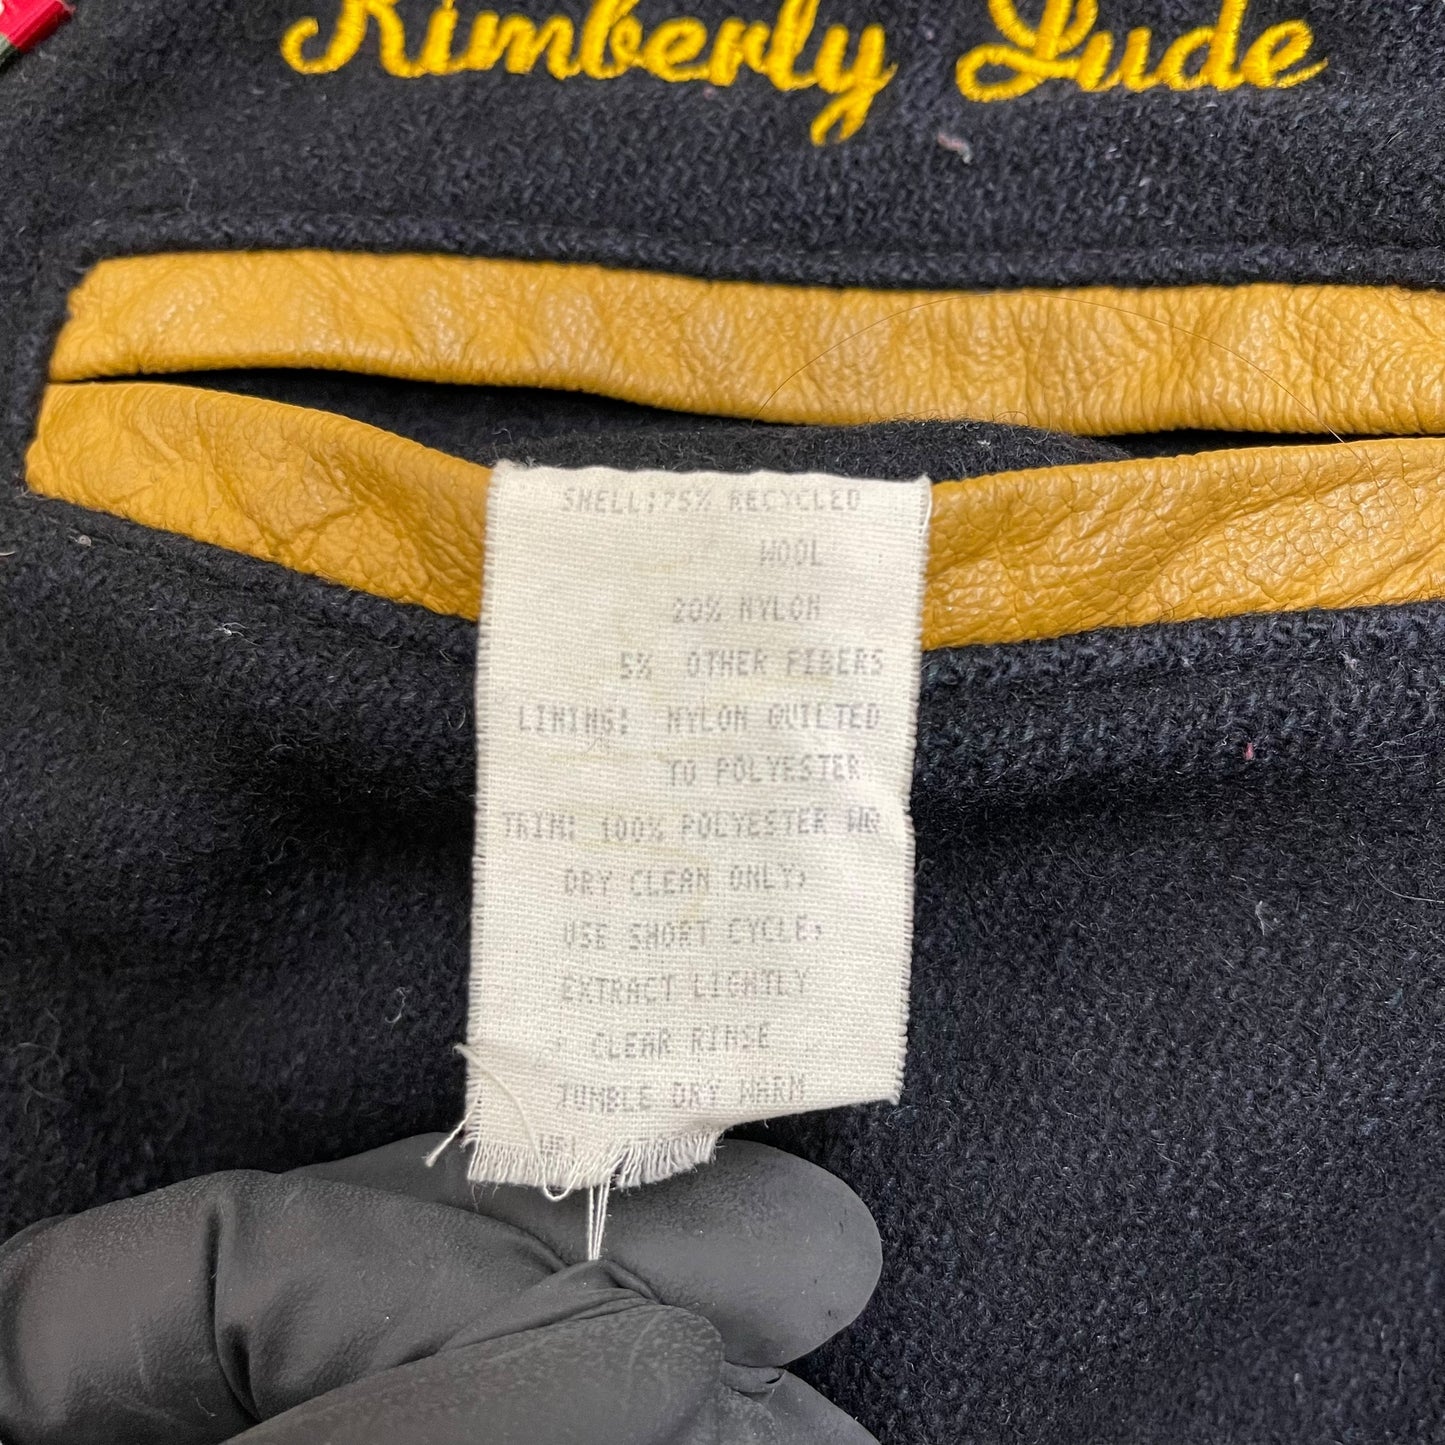 Kimberly Lude
SHELL:75% RECYCLED
WOOL
20% NYLON
5% OTHER FIBERS
LINING: NYLON QUILTED
TO POLYESTER
TRIM: 100% POLYESTER WR
DRY CLEAN ONLY,
USE SHORT CYCLE,
EXTRACT LIGHTLY
CLEAR RINSE
TUMBLE DRY WARM